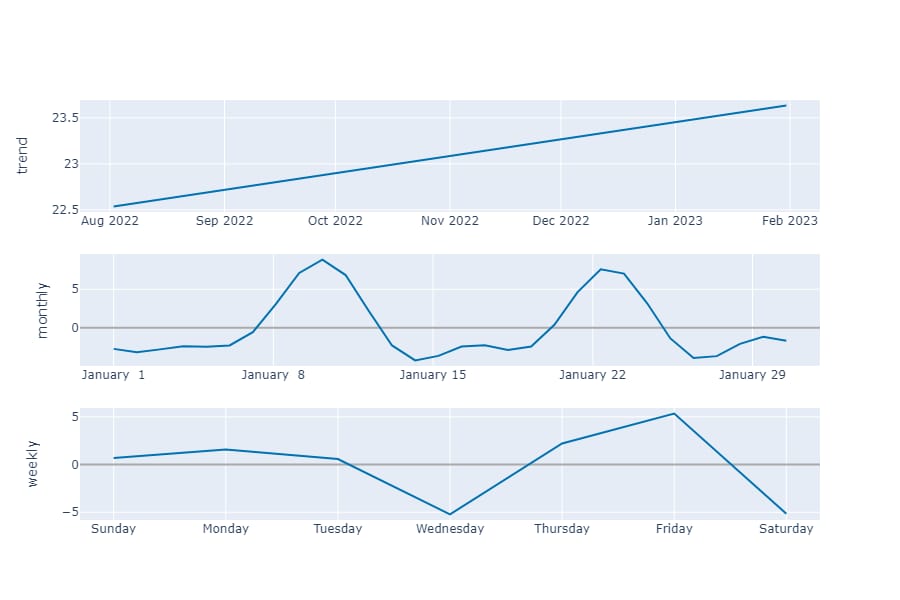 trend
23.5
23
22.5
Aug 2022 Sep 2022 Oct 2022 Nov 2022 Dec 2022 Jan 2023 Feb 2023
monthly
5
0
January 1 January 8 January 15 January 22 January 29
weekly
5
0
−5
Sunday Monday Tuesday Wednesday Thursday Friday Saturday